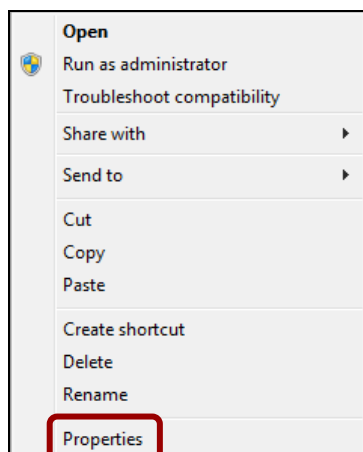 Open
Run as administrator
Troubleshoot compatibility
Share with
Send to
Cut
Copy
Paste
Create shortcut
Delete
Rename
Properties